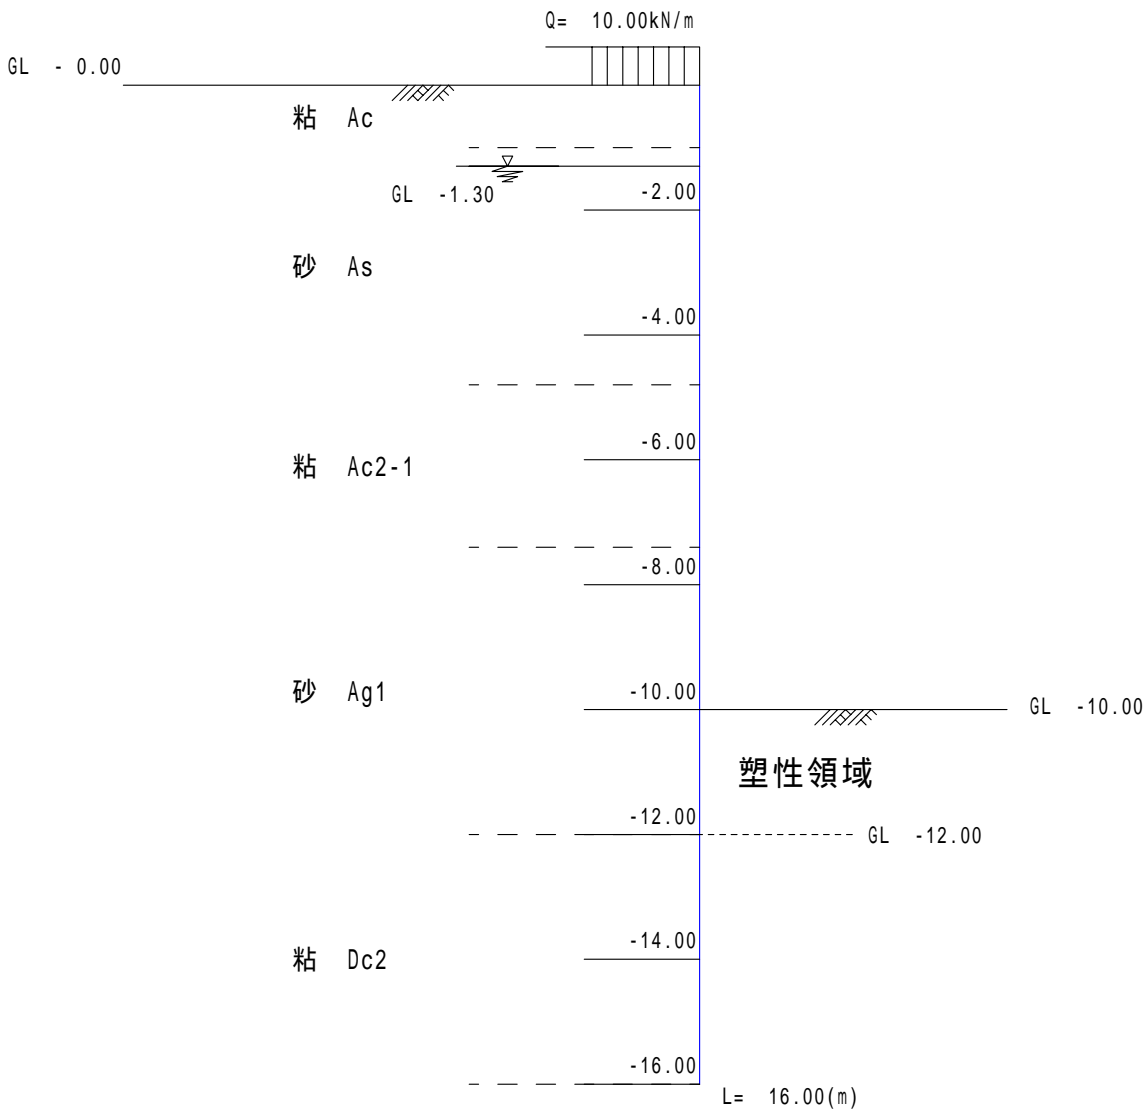 Q= 10.00kN/m
GL - 0.00
粘 Ac
GL -1.30
-2.00
砂 As
-4.00
-6.00
粘 Ac2-1
-8.00
砂 Ag1
-10.00
GL -10.00
塑性領域
-12.00
GL -12.00
-14.00
粘 Dc2
-16.00
L= 16.00(m)